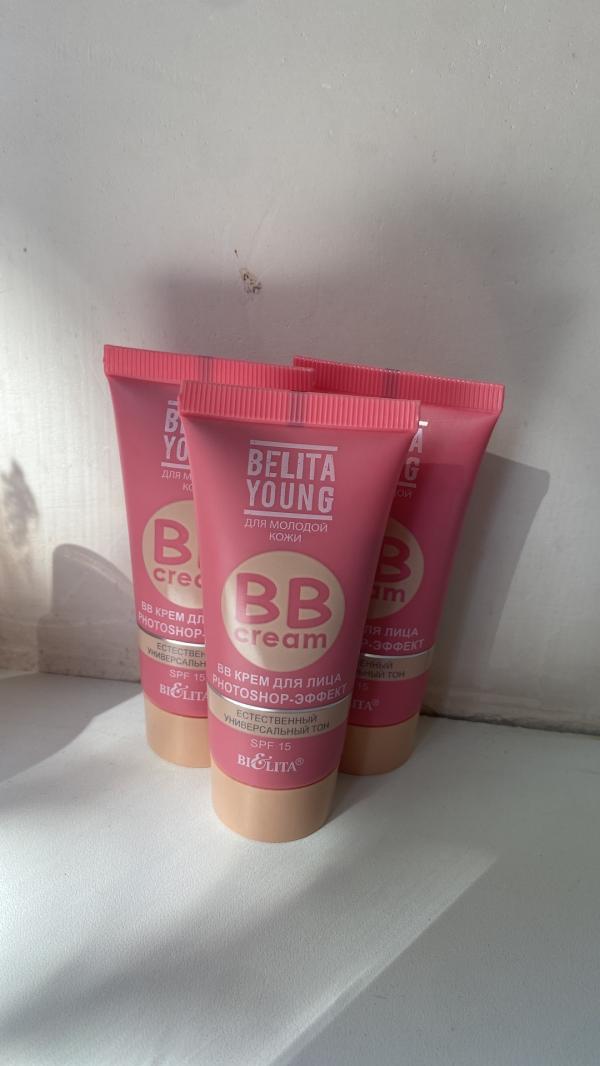 BELITA
YOUNG
ДЛЯ МОЛОДОЙ
КОЖИ
BB
cream
BB КРЕМ ДЛЯ ЛИЦА
PHOTOSHOP-ЭФФЕКТ
ЕСТЕСТВЕННЫЙ
УНИВЕРСАЛЬНЫЙ ТОН
SPF 15
BIELITA®